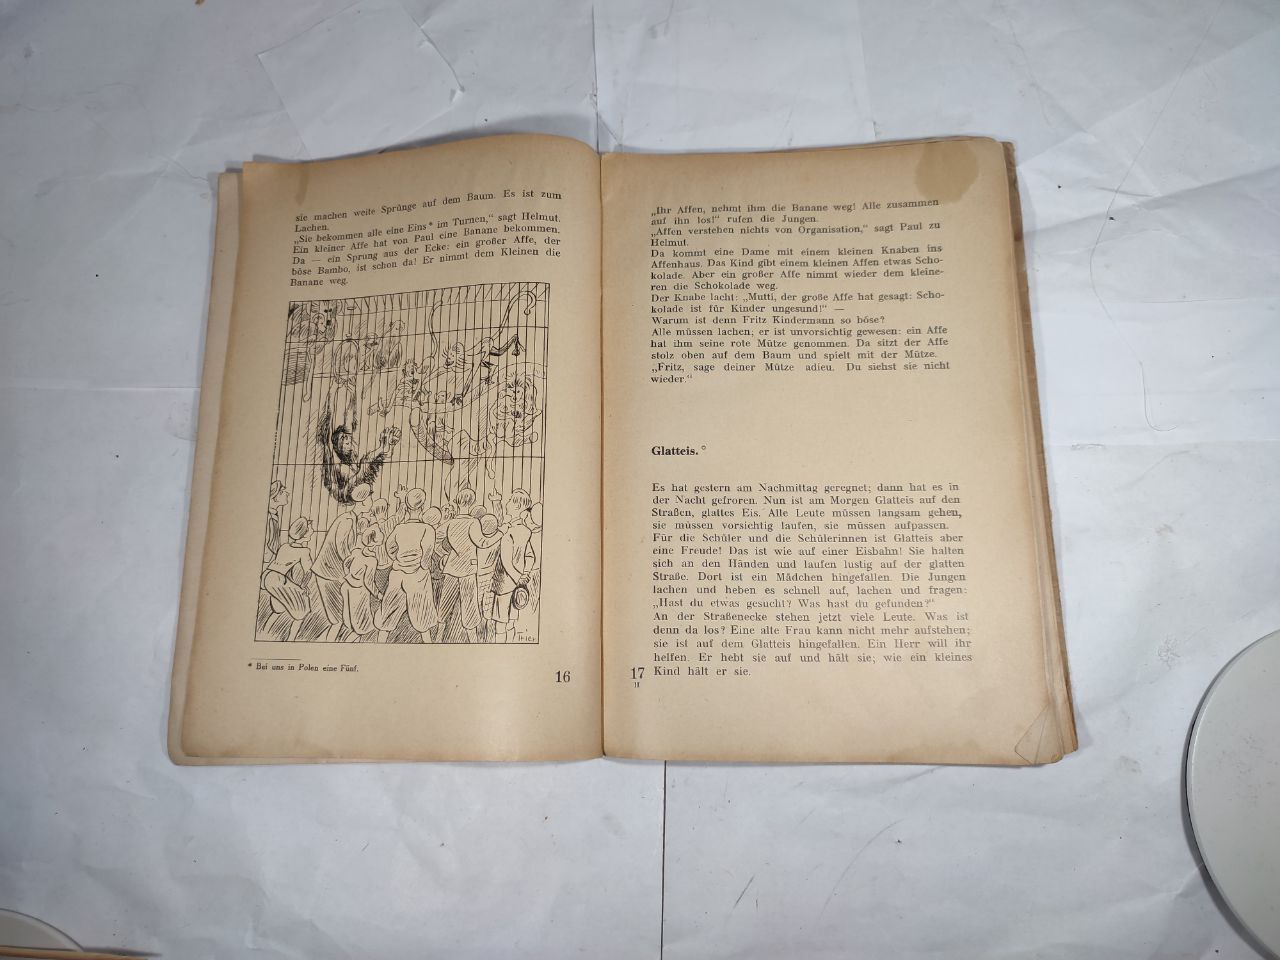 sie machen weite Sprünge auf dem Baum. Es ist zum
Lachen.
„Sie bekommen alle eine Eins* im Turnen,“ sagt Helmut.
Ein kleiner Affe hat von Paul eine Banane bekommen.
Da — ein Sprung aus der Ecke: ein großer Affe, der
böse Bambo, ist schon da! Er nimmt dem Kleinen die
Banane weg.
Trier
* Bei uns in Polen eine Fünf.
16
„Ihr Affen, nehmt ihm die Banane weg! Alle zusammen
auf ihn los!“ rufen die Jungen.
„Affen verstehen nichts von Organisation,“ sagt Paul zu
Helmut.
Da kommt eine Dame mit einem kleinen Knaben ins
Affenhaus. Das Kind gibt einem kleinen Affen etwas Scho-
kolade. Aber ein großer Affe nimmt wieder dem kleine-
ren die Schokolade weg.
Der Knabe lacht: „Mutti, der große Affe hat gesagt: Scho-
kolade ist für Kinder ungesund!“ —
Warum ist denn Fritz Kindermann so böse?
Alle müssen lachen; er ist unvorsichtig gewesen: ein Affe
hat ihm seine rote Mütze genommen. Da sitzt der Affe
stolz oben auf dem Baum und spielt mit der Mütze.
„Fritz, sage deiner Mütze adieu. Du siehst sie nicht
wieder.“
Glatteis.°
Es hat gestern am Nachmittag geregnet; dann hat es in
der Nacht gefroren. Nun ist am Morgen Glatteis auf den
Straßen, glattes Eis. Alle Leute müssen langsam gehen,
sie müssen vorsichtig laufen, sie müssen aufpassen.
Für die Schüler und die Schülerinnen ist Glatteis aber
eine Freude! Das ist wie auf einer Eisbahn! Sie halten
sich an den Händen und laufen lustig auf der glatten
Straße. Dort ist ein Mädchen hingefallen. Die Jungen
lachen und heben es schnell auf, lachen und fragen:
„Hast du etwas gesucht? Was hast du gefunden?“
An der Straßenecke stehen jetzt viele Leute. Was ist
denn da los? Eine alte Frau kann nicht mehr aufstehen;
sie ist auf dem Glatteis hingefallen. Ein Herr will ihr
helfen. Er hebt sie auf und hält sie; wie ein kleines
Kind hält er sie.
17
II